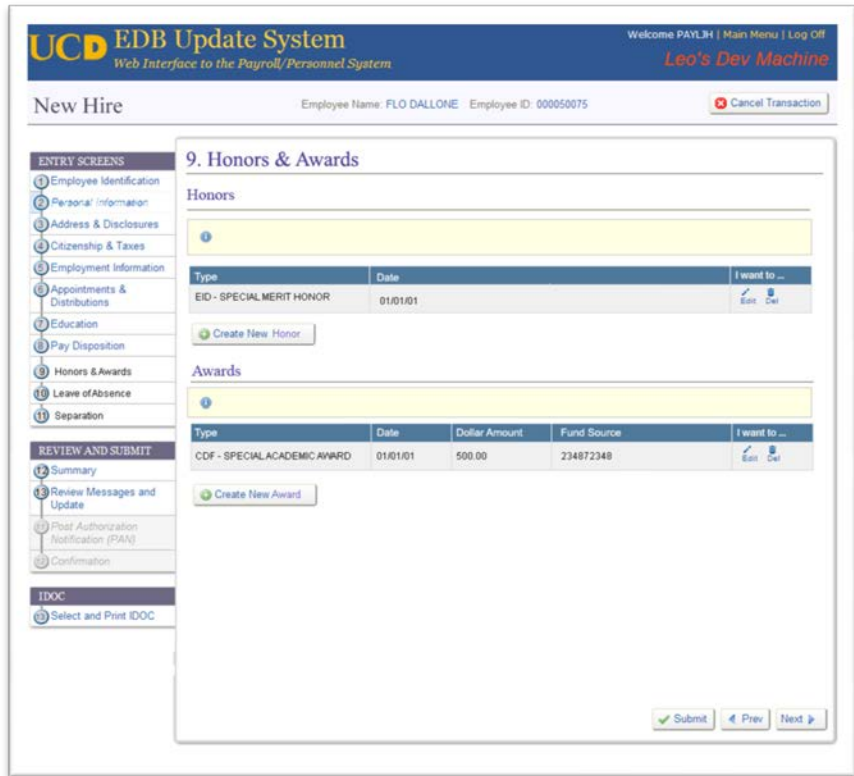 UCD EDB Update System
Web Interface to the Payroll/Personnel System
Welcome PAYLJH | Main Menu | Log Off
Leo's Dev Machine
New Hire
Employee Name: FLO DALLONE Employee ID: 000050075
Cancel Transaction
ENTRY SCREENS
1 Employee Identification
2 Personal Information
3 Address & Disclosures
4 Citizenship & Taxes
5 Employment Information
6 Appointments &
Distributions
7 Education
8 Pay Disposition
9 Honors & Awards
10 Leave of Absence
11 Separation
REVIEW AND SUBMIT
12 Summary
13 Review Messages and
Update
11 Post Authorization
Notification (PAN)
12 Confirmation
IDOC
13 Select and Print IDOC
9. Honors & Awards
Honors
Type Date I want to ...
EID - SPECIAL MERIT HONOR 01/01/01 Edit Del
Create New Honor
Awards
Type Date Dollar Amount Fund Source I want to ...
CDF - SPECIAL ACADEMIC AWARD 01/01/01 500.00 234872348 Edit Del
Create New Award
Submit Prev Next